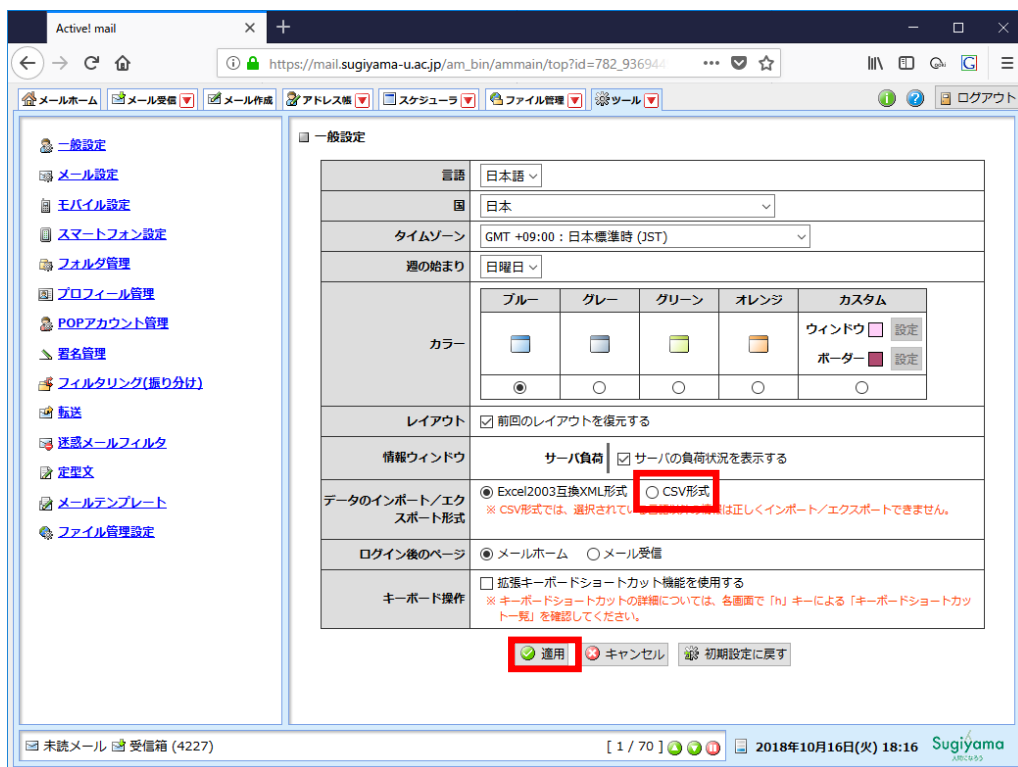 Active! mail
https://mail.sugiyama-u.ac.jp/am_bin/ammain/top?id=782_93694
メールホーム メール受信 メール作成 アドレス帳 スケジューラ ファイル管理 ツール ログアウト
一般設定
メール設定
モバイル設定
スマートフォン設定
フォルダ管理
プロフィール管理
POPアカウント管理
署名管理
フィルタリング(振り分け)
転送
迷惑メールフィルタ
定型文
メールテンプレート
ファイル管理設定
一般設定
言語 日本語
国 日本
タイムゾーン GMT +09:00 : 日本標準時 (JST)
週の始まり 日曜日
ブルー グレー グリーン オレンジ カスタム
カラー
ウィンドウ 設定
ボーダー 設定
レイアウト 前回のレイアウトを復元する
情報ウィンドウ サーバ負荷 サーバの負荷状況を表示する
データのインポート／エクスポート形式 Excel2003互換XML形式 CSV形式
※ CSV形式では、選択されている言語以外の情報は正しくインポート／エクスポートできません。
ログイン後のページ メールホーム メール受信
キーボード操作 拡張キーボードショートカット機能を使用する
※ キーボードショートカットの詳細については、各画面で「h」キーによる「キーボードショートカッ
ト一覧」を確認してください。
適用 キャンセル 初期設定に戻す
未読メール 受信箱 (4227) [ 1 / 70 ] 2018年10月16日(火) 18:16 Sugiyama
人間になろう